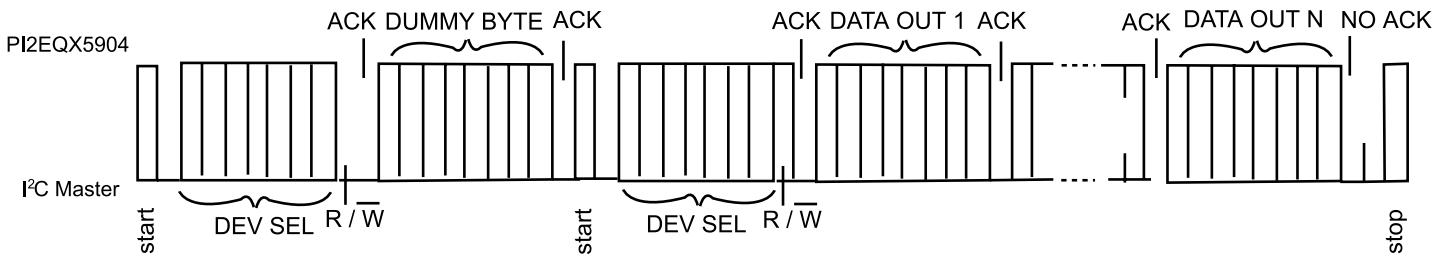 ACK DUMMY BYTE ACK ACK DATA OUT 1 ACK ACK DATA OUT N NO ACK
PI2EQX5904
I²C Master
start DEV SEL R / W̅ start DEV SEL R / W̅ stop